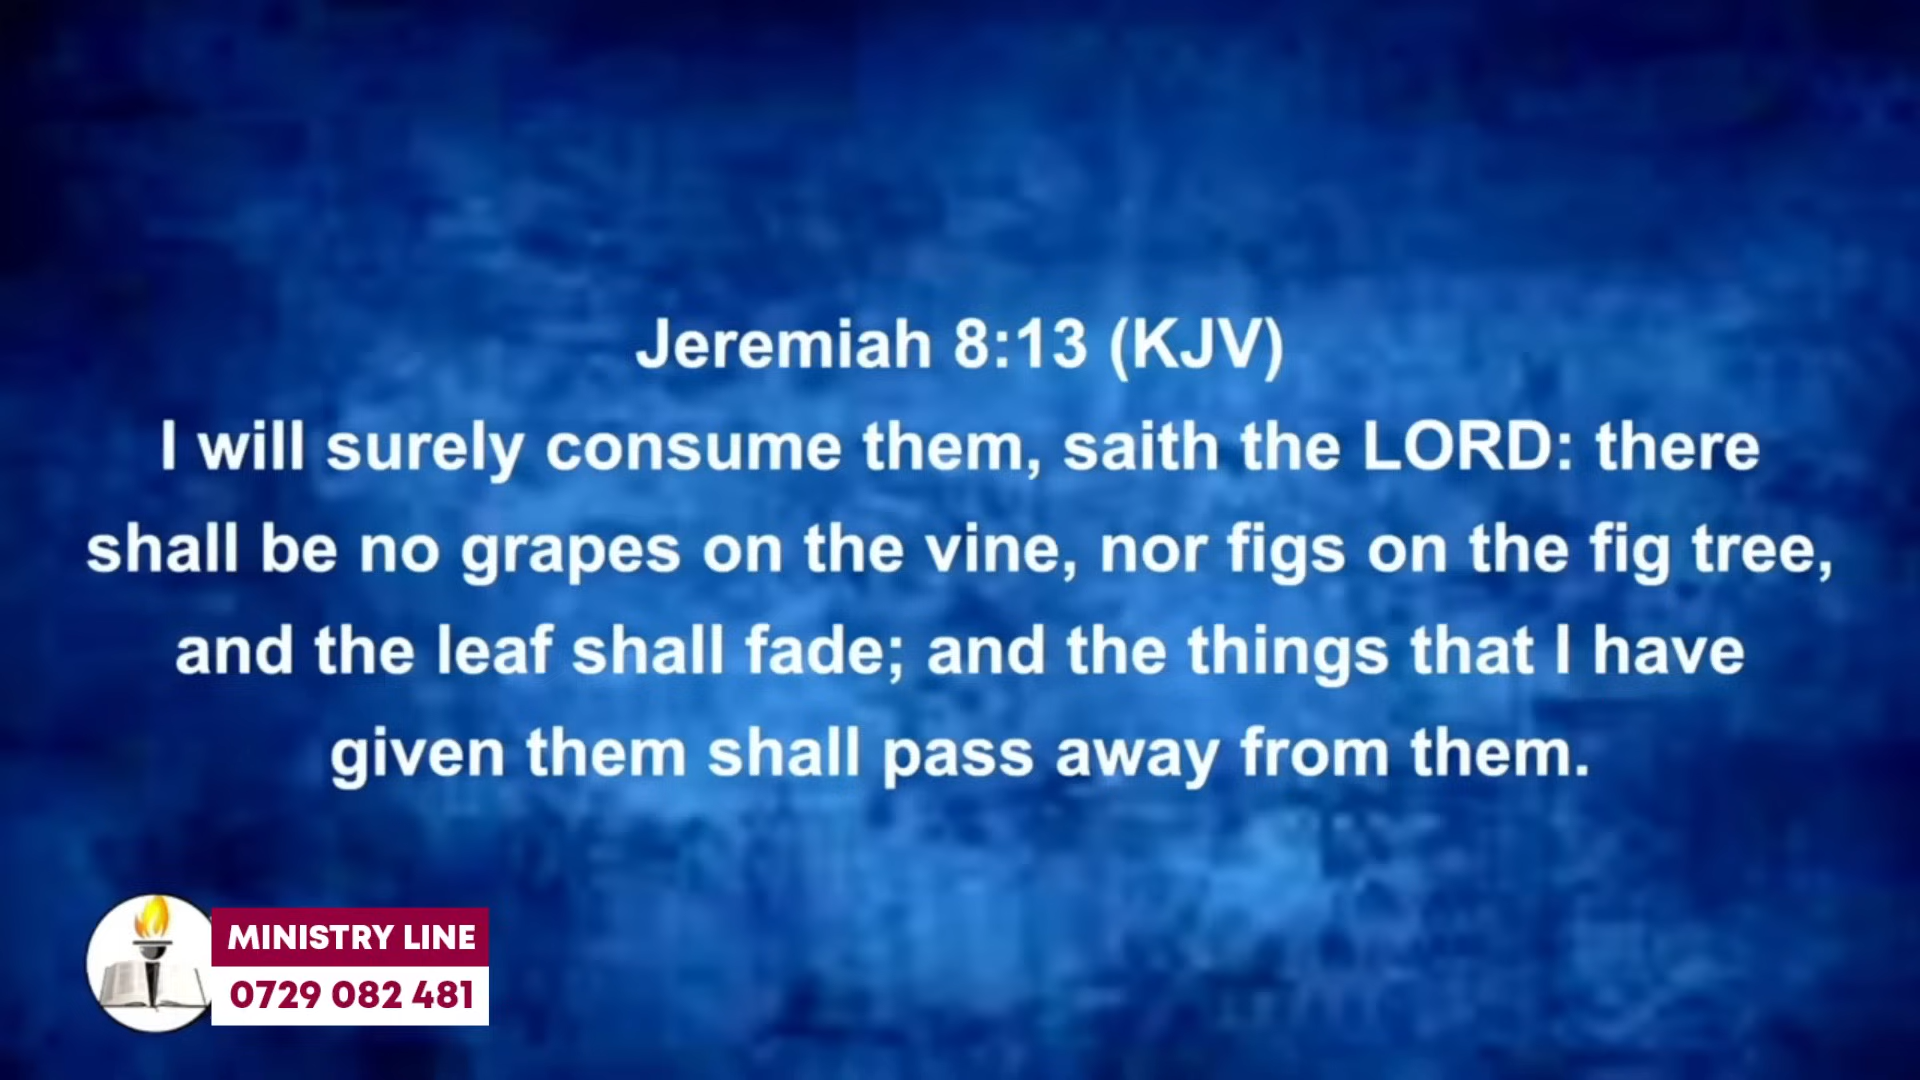 Jeremiah 8:13 (KJV)
I will surely consume them, saith the LORD: there
shall be no grapes on the vine, nor figs on the fig tree,
and the leaf shall fade; and the things that I have
given them shall pass away from them.
MINISTRY LINE
0729 082 481